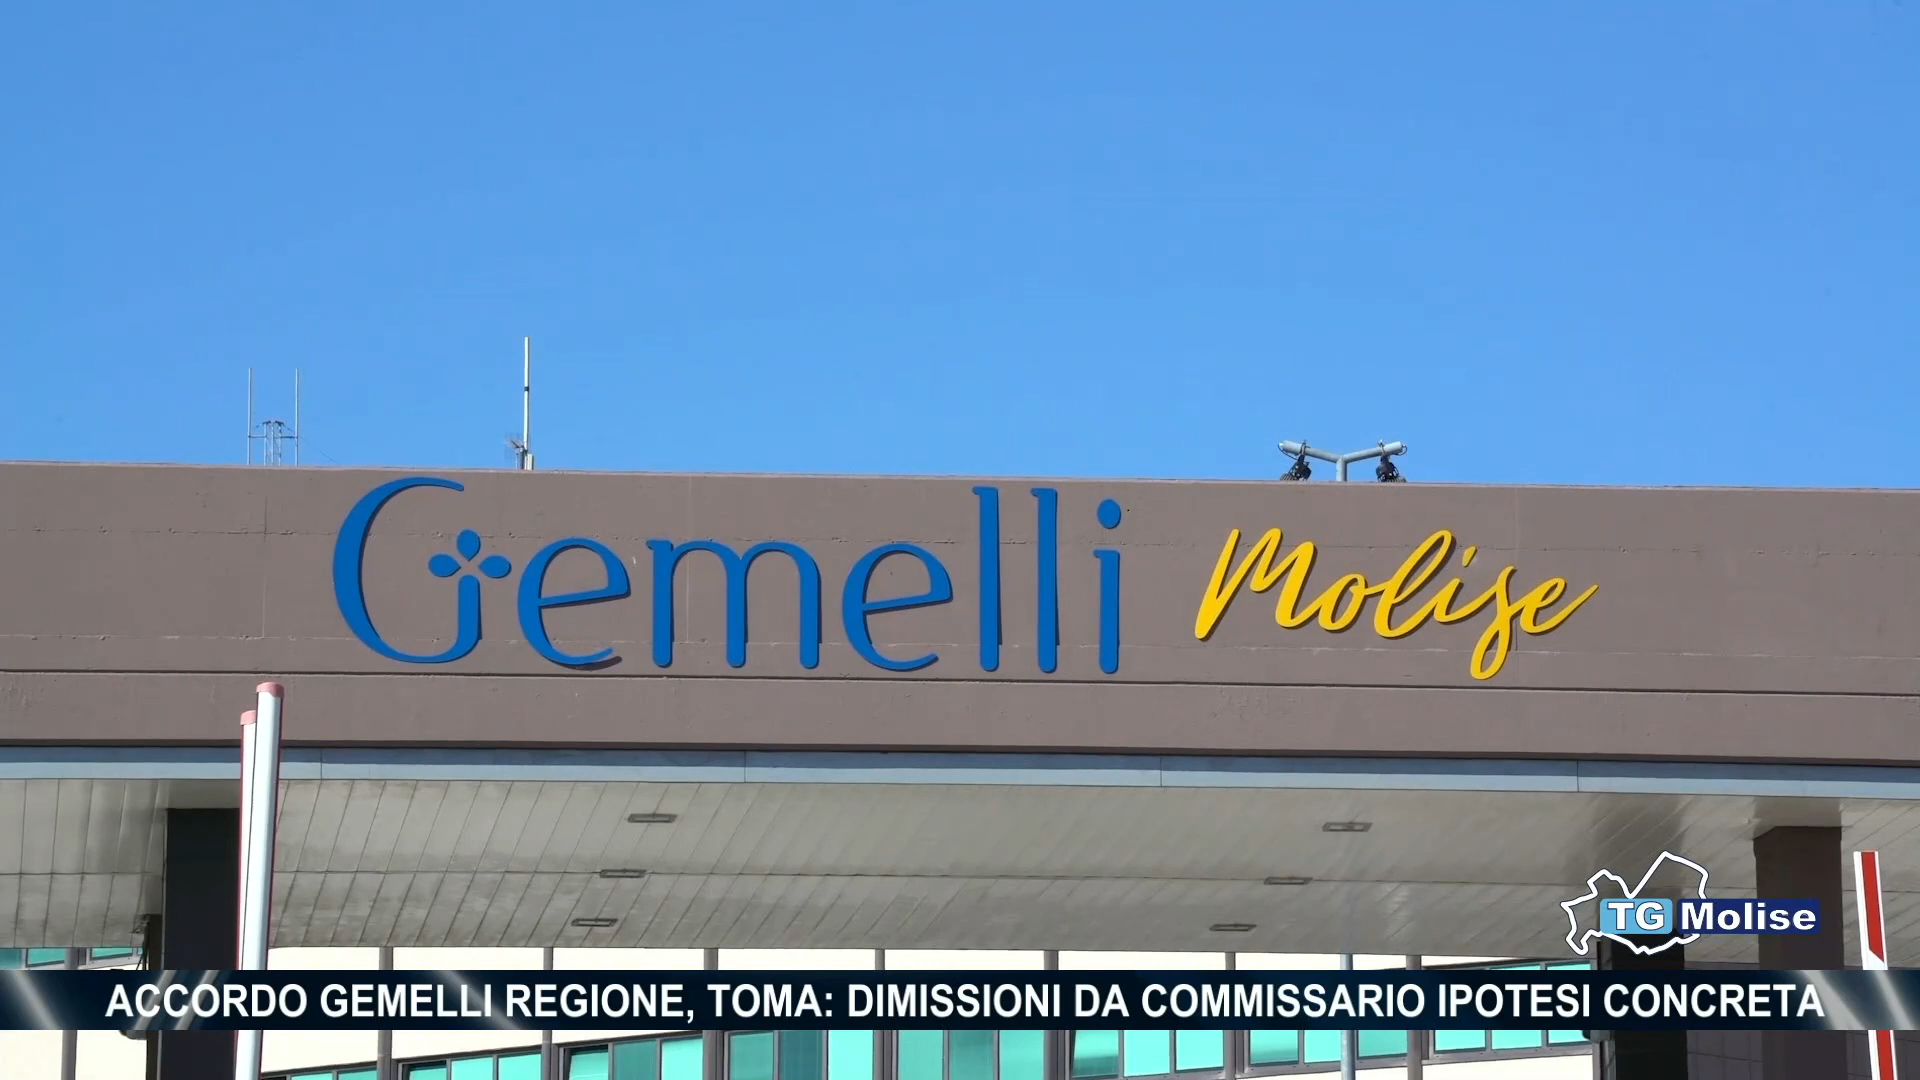 Gemelli Molise
TG Molise
ACCORDO GEMELLI REGIONE, TOMA: DIMISSIONI DA COMMISSARIO IPOTESI CONCRETA